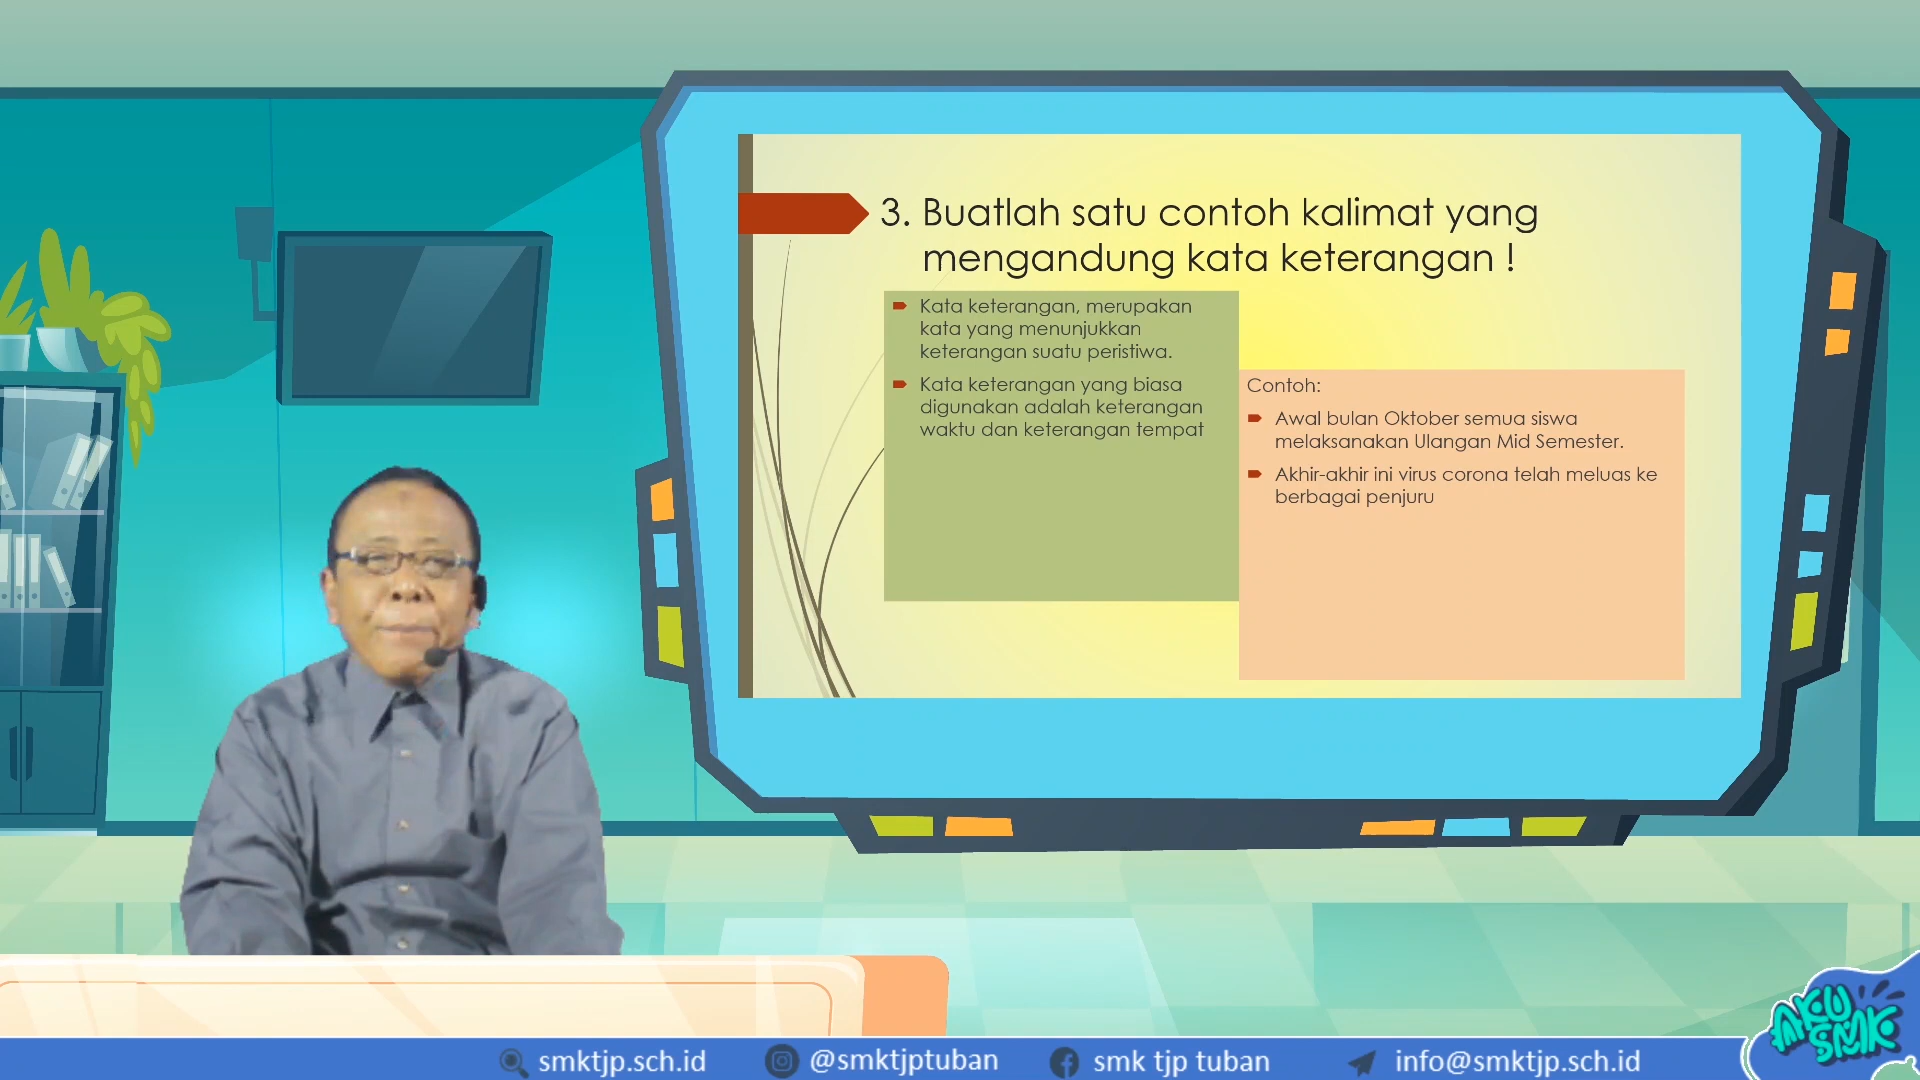 3. Buatlah satu contoh kalimat yang
mengandung kata keterangan !
Kata keterangan, merupakan
kata yang menunjukkan
keterangan suatu peristiwa.
Kata keterangan yang biasa
digunakan adalah keterangan
waktu dan keterangan tempat
Contoh:
Awal bulan Oktober semua siswa
melaksanakan Ulangan Mid Semester.
Akhir-akhir ini virus corona telah meluas ke
berbagai penjuru
smktjp.sch.id
@smktjptuban
smk tjp tuban
info@smktjp.sch.id
AKU
SMK